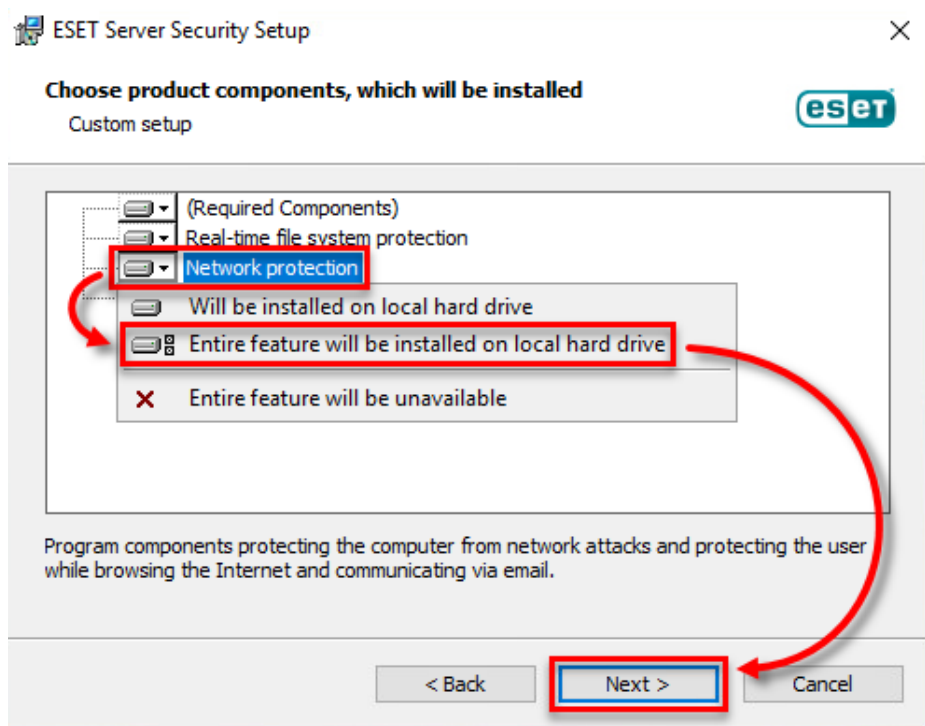 ESET Server Security Setup
Choose product components, which will be installed
Custom setup
eset
(Required Components)
Real-time file system protection
Network protection
Will be installed on local hard drive
Entire feature will be installed on local hard drive
Entire feature will be unavailable
Program components protecting the computer from network attacks and protecting the user
while browsing the Internet and communicating via email.
< Back
Next >
Cancel